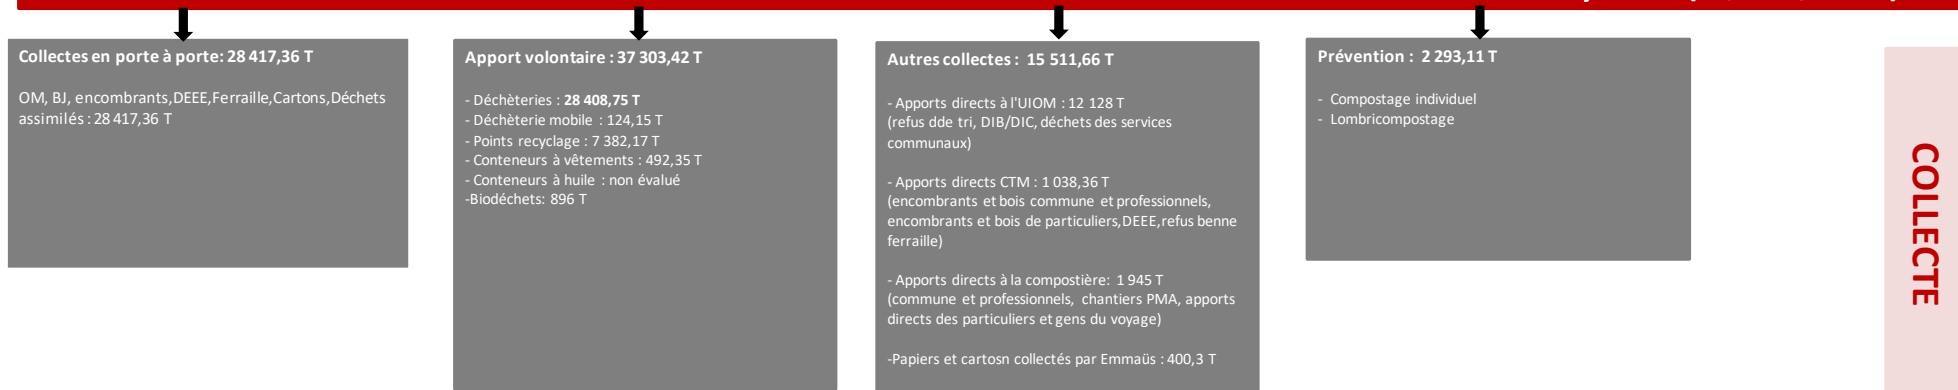 Collectes en porte à porte: 28 417,36 T
OM, BJ, encombrants,DEEE,Ferraille,Cartons,Déchets
assimilés : 28 417,36 T
Apport volontaire : 37 303,42 T
- Déchèteries : 28 408,75 T
- Déchèterie mobile : 124,15 T
- Points recyclage : 7 382,17 T
- Conteneurs à vêtements : 492,35 T
- Conteneurs à huile : non évalué
-Biodéchets: 896 T
Autres collectes : 15 511,66 T
- Apports directs à l'UIOM : 12 128 T
(refus dde tri, DIB/DIC, déchets des services
communaux)
- Apports directs CTM : 1 038,36 T
(encombrants et bois commune et professionnels,
encombrants et bois de particuliers,DEEE,refus benne
ferraille)
- Apports directs à la compostière: 1 945 T
(commune et professionnels, chantiers PMA, apports
directs des particuliers et gens du voyage)
-Papiers et cartosn collectés par Emmaüs : 400,3 T
Prévention : 2 293,11 T
- Compostage individuel
- Lombricompostage
COLLECTE